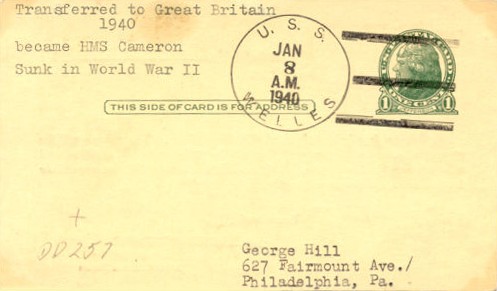 Transferred to Great Britain
1940
became HMS Cameron
Sunk in World War II
U. S. S.
JAN
8
A.M.
1940
WELLES
THIS SIDE OF CARD IS FOR ADDRESS
1 1
DD257
George Hill
627 Fairmount Ave./
Philadelphia, Pa.